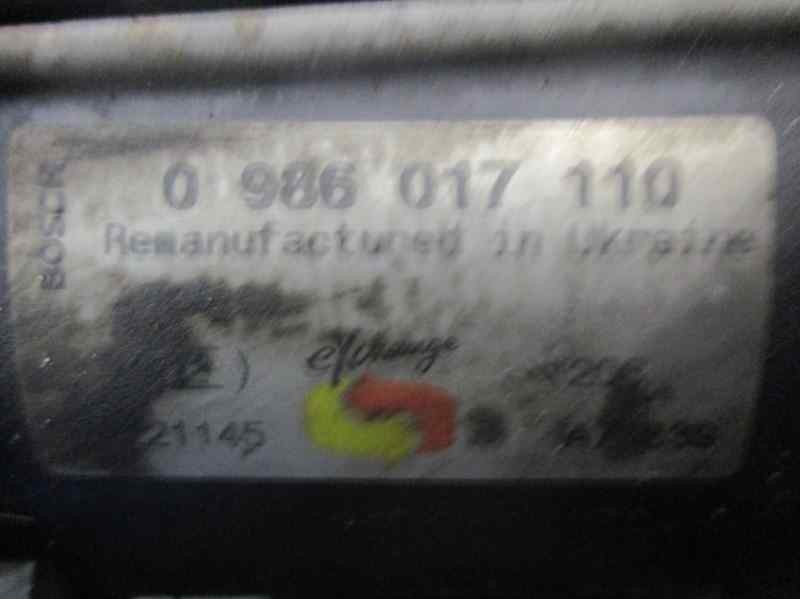 BOSCH
0 986 017 110
Remanufactured in Ukraine
eXchange
21145